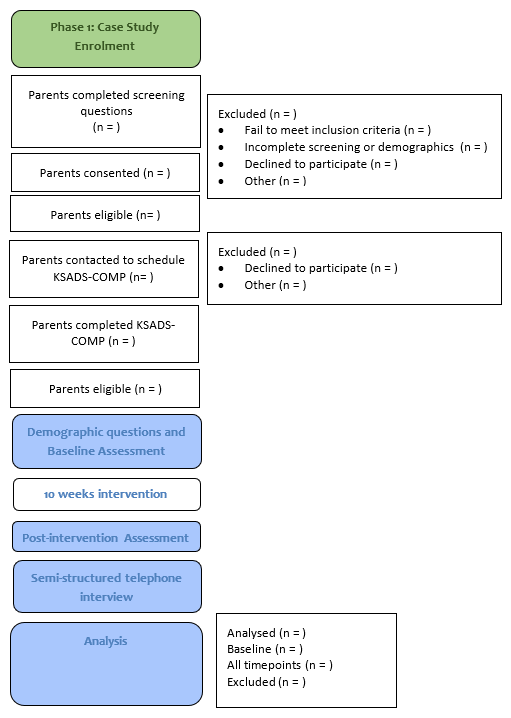 Phase 1: Case Study
Enrolment
Parents completed screening
questions
(n = )
Excluded (n = )
• Fail to meet inclusion criteria (n = )
• Incomplete screening or demographics (n = )
• Declined to participate (n = )
• Other (n = )
Parents consented (n = )
Parents eligible (n= )
Parents contacted to schedule
KSADS-COMP (n= )
Excluded (n = )
• Declined to participate (n = )
• Other (n = )
Parents completed KSADS-
COMP (n = )
Parents eligible (n = )
Demographic questions and
Baseline Assessment
10 weeks intervention
Post-intervention Assessment
Semi-structured telephone
interview
Analysis
Analysed (n = )
Baseline (n = )
All timepoints (n = )
Excluded (n = )